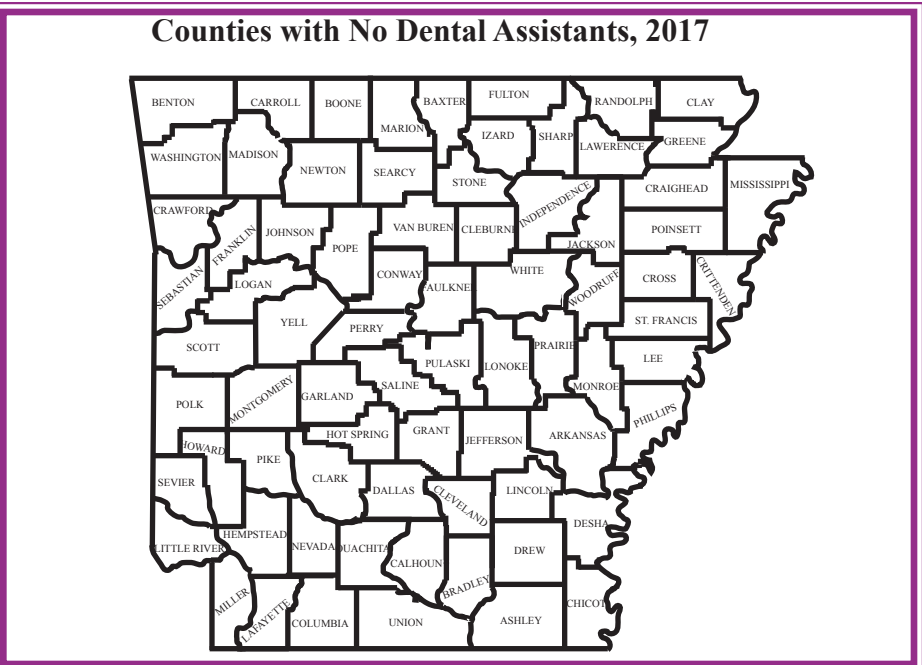 Counties with No Dental Assistants, 2017
BENTON
CARROLL
BOONE
MARION
BAXTER
FULTON
RANDOLPH
CLAY
IZARD
SHARP
LAWERENCE
GREENE
WASHINGTON
MADISON
NEWTON
SEARCY
STONE
INDEPENDENCE
CRAIGHEAD
MISSISSIPPI
CRAWFORD
FRANKLIN
JOHNSON
POPE
VAN BUREN
CLEBURN
JACKSON
POINSETT
SEBASTIAN
LOGAN
CONWAY
FAULKNER
WHITE
WOODRUFF
CROSS
CRITTENDEN
YELL
PERRY
ST. FRANCIS
SCOTT
PULASKI
LONOKE
PRAIRIE
LEE
POLK
MONTGOMERY
GARLAND
SALINE
MONROE
PHILLIPS
HOWARD
PIKE
HOT SPRING
GRANT
JEFFERSON
ARKANSAS
SEVIER
CLARK
DALLAS
CLEVELAND
LINCOLN
DESHA
LITTLE RIVER
HEMPSTEAD
NEVADA
OUACHITA
CALHOUN
BRADLEY
DREW
MILLER
LAFAYETTE
COLUMBIA
UNION
ASHLEY
CHICOT